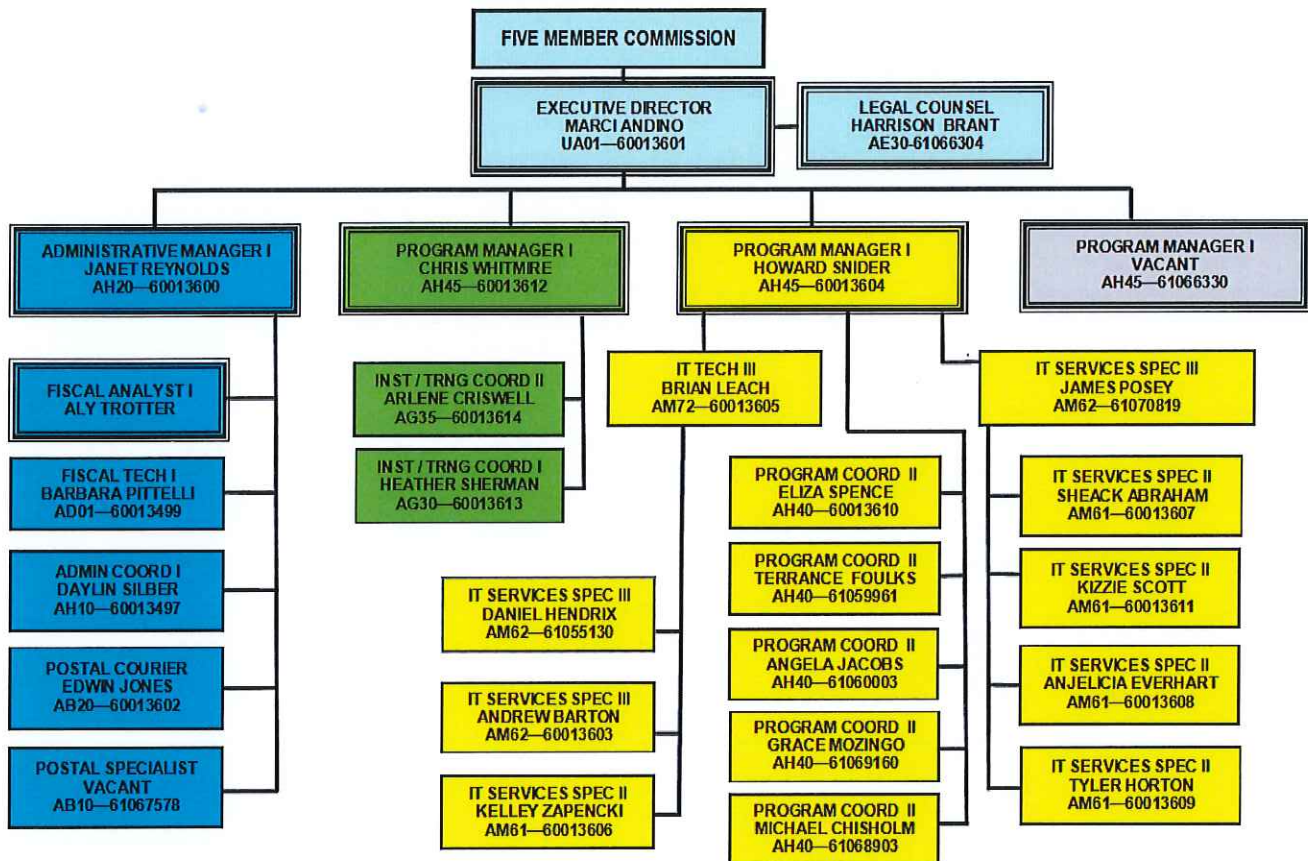 FIVE MEMBER COMMISSION
EXECUTIVE DIRECTOR
MARCI ANDINO
UA01—60013601
LEGAL COUNSEL
HARRISON BRANT
AE30-61066304
ADMINISTRATIVE MANAGER I
JANET REYNOLDS
AH20—60013600
PROGRAM MANAGER I
CHRIS WHITMIRE
AH45—60013612
PROGRAM MANAGER I
HOWARD SNIDER
AH45—60013604
PROGRAM MANAGER I
VACANT
AH45—61066330
FISCAL ANALYST I
ALY TROTTER
FISCAL TECH I
BARBARA PITTELLI
AD01—60013499
ADMIN COORD I
DAYLIN SILBER
AH10—60013497
POSTAL COURIER
EDWIN JONES
AB20—60013602
POSTAL SPECIALIST
VACANT
AB10—61067578
INST / TRNG COORD II
ARLENE CRISWELL
AG35—60013614
INST / TRNG COORD I
HEATHER SHERMAN
AG30—60013613
IT TECH III
BRIAN LEACH
AM72—60013605
IT SERVICES SPEC III
DANIEL HENDRIX
AM62—61055130
IT SERVICES SPEC III
ANDREW BARTON
AM62—60013603
IT SERVICES SPEC II
KELLEY ZAPENCKI
AM61—60013606
PROGRAM COORD II
ELIZA SPENCE
AH40—60013610
PROGRAM COORD II
TERRANCE FOULKS
AH40—61059961
PROGRAM COORD II
ANGELA JACOBS
AH40—61060003
PROGRAM COORD II
GRACE MOZINGO
AH40—61069160
PROGRAM COORD II
MICHAEL CHISHOLM
AH40—61068903
IT SERVICES SPEC III
JAMES POSEY
AM62—61070819
IT SERVICES SPEC II
SHEACK ABRAHAM
AM61—60013607
IT SERVICES SPEC II
KIZZIE SCOTT
AM61—60013611
IT SERVICES SPEC II
ANJELICIA EVERHART
AM61—60013608
IT SERVICES SPEC II
TYLER HORTON
AM61—60013609